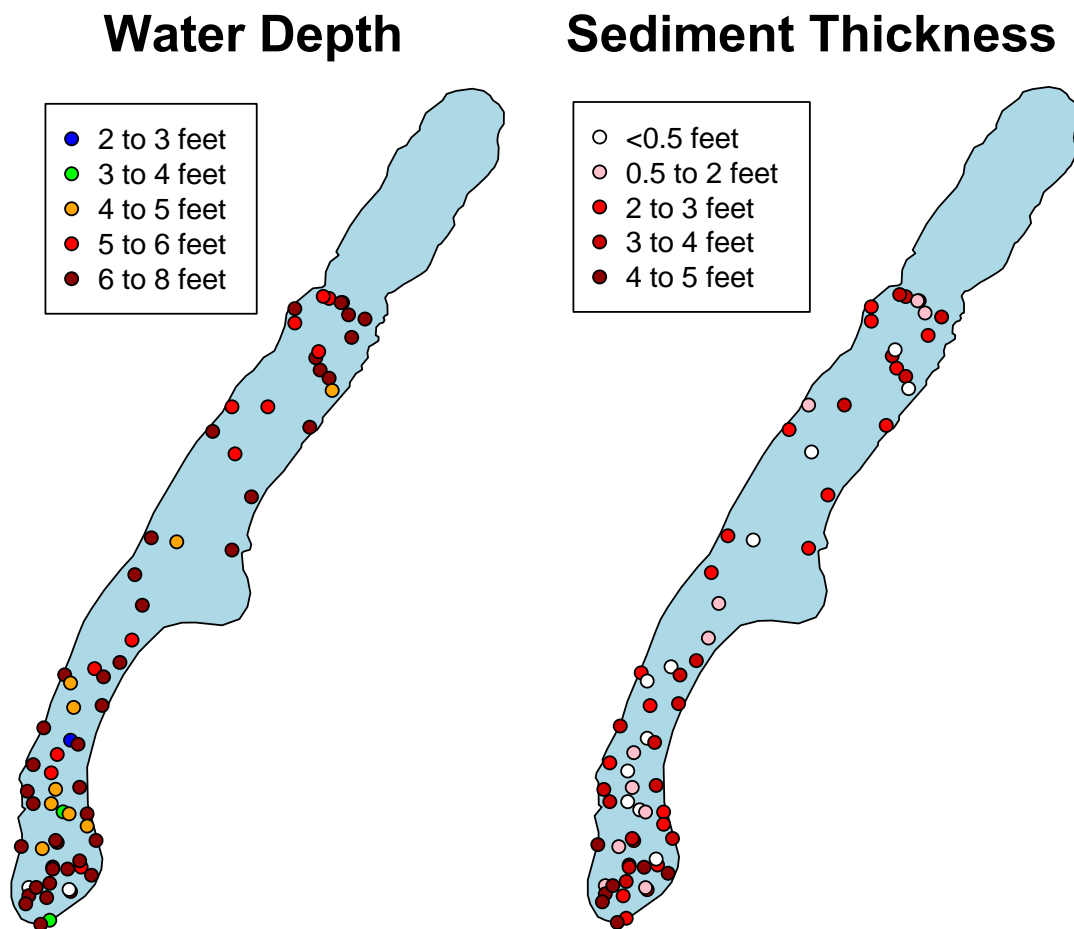 Water Depth
2 to 3 feet
3 to 4 feet
4 to 5 feet
5 to 6 feet
6 to 8 feet
Sediment Thickness
<0.5 feet
0.5 to 2 feet
2 to 3 feet
3 to 4 feet
4 to 5 feet